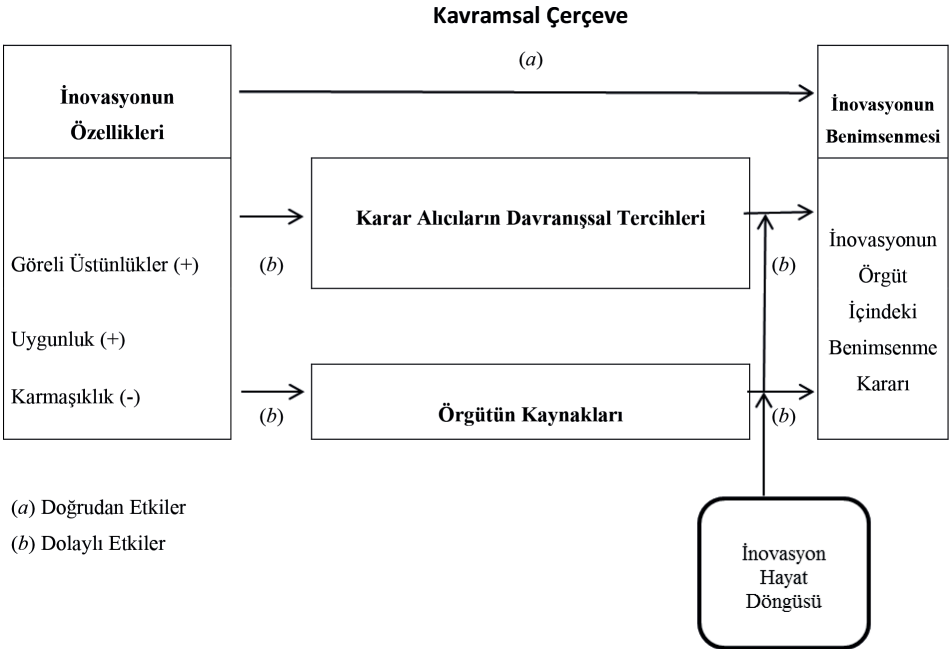 Kavramsal Çerçeve
(a)
İnovasyonun
Özellikleri
İnovasyonun
Benimsenmesi
Göreli Üstünlükler (+)
Uygunluk (+)
Karmaşıklık (-)
(b)
Karar Alıcıların Davranışsal Tercihleri
(b)
(b)
Örgütün Kaynakları
(b)
İnovasyonun
Örgüt
İçindeki
Benimsenme
Kararı
(a) Doğrudan Etkiler
(b) Dolaylı Etkiler
İnovasyon
Hayat
Döngüsü